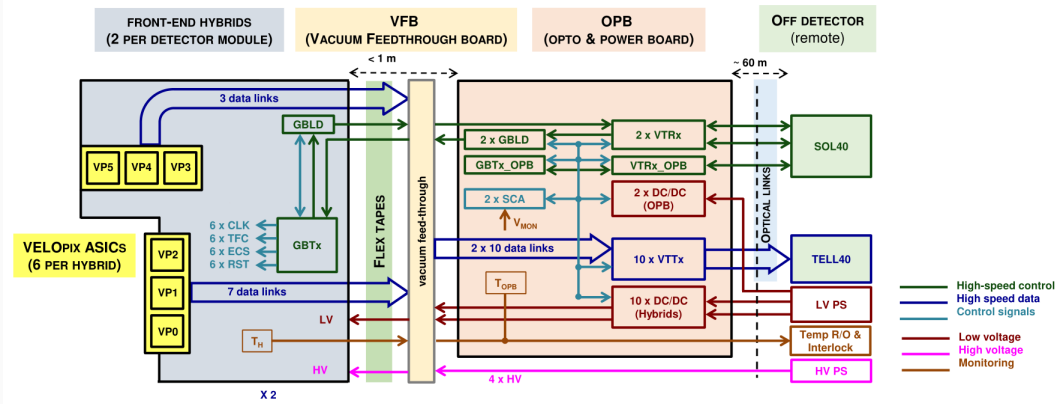 FRONT-END HYBRIDS
(2 PER DETECTOR MODULE)
VFB
(VACUUM FEEDTHROUGH BOARD)
OPB
(OPTO & POWER BOARD)
OFF DETECTOR
(remote)
< 1 m
~ 60 m
3 data links
GBLD
VP5
VP4
VP3
2 x GBLD
2 x VTRx
GBTx_OPB
VTRx_OPB
SOL40
2 x SCA
2 x DC/DC
(OPB)
VMON
6 x CLK
6 x TFC
6 x ECS
6 x RST
GBTx
FLEX TAPES
vacuum feed-through
OPTICAL LINKS
VELOPIX ASICS
(6 PER HYBRID)
VP2
VP1
VP0
2 x 10 data links
10 x VTTx
TELL40
7 data links
TOPB
10 x DC/DC
(Hybrids)
LV PS
LV
TH
Temp R/O &
Interlock
HV
4 x HV
HV PS
X 2
High-speed control
High speed data
Control signals
Low voltage
High voltage
Monitoring